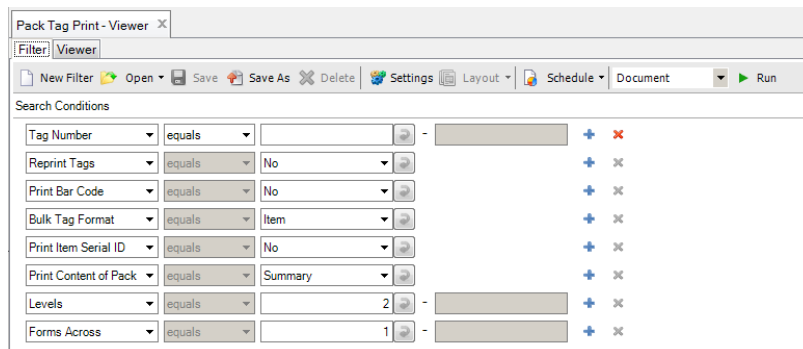 Pack Tag Print - Viewer
Filter Viewer
New Filter Open Save Save As Delete Settings Layout Schedule Document Run
Search Conditions
Tag Number equals -
Reprint Tags equals No
Print Bar Code equals No
Bulk Tag Format equals Item
Print Item Serial ID equals No
Print Content of Pack equals Summary
Levels equals 2 -
Forms Across equals 1 -